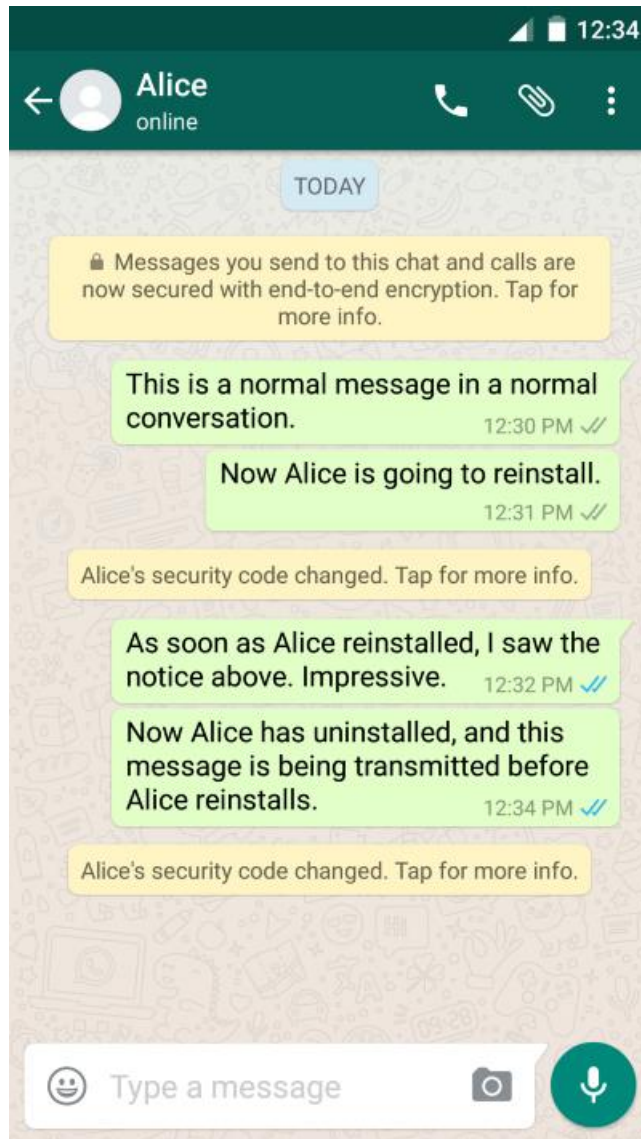 12:34
Alice
online
TODAY
Messages you send to this chat and calls are
now secured with end-to-end encryption. Tap for
more info.
This is a normal message in a normal
conversation.
12:30 PM
Now Alice is going to reinstall.
12:31 PM
Alice's security code changed. Tap for more info.
As soon as Alice reinstalled, I saw the
notice above. Impressive.
12:32 PM
Now Alice has uninstalled, and this
message is being transmitted before
Alice reinstalls.
12:34 PM
Alice's security code changed. Tap for more info.
Type a message